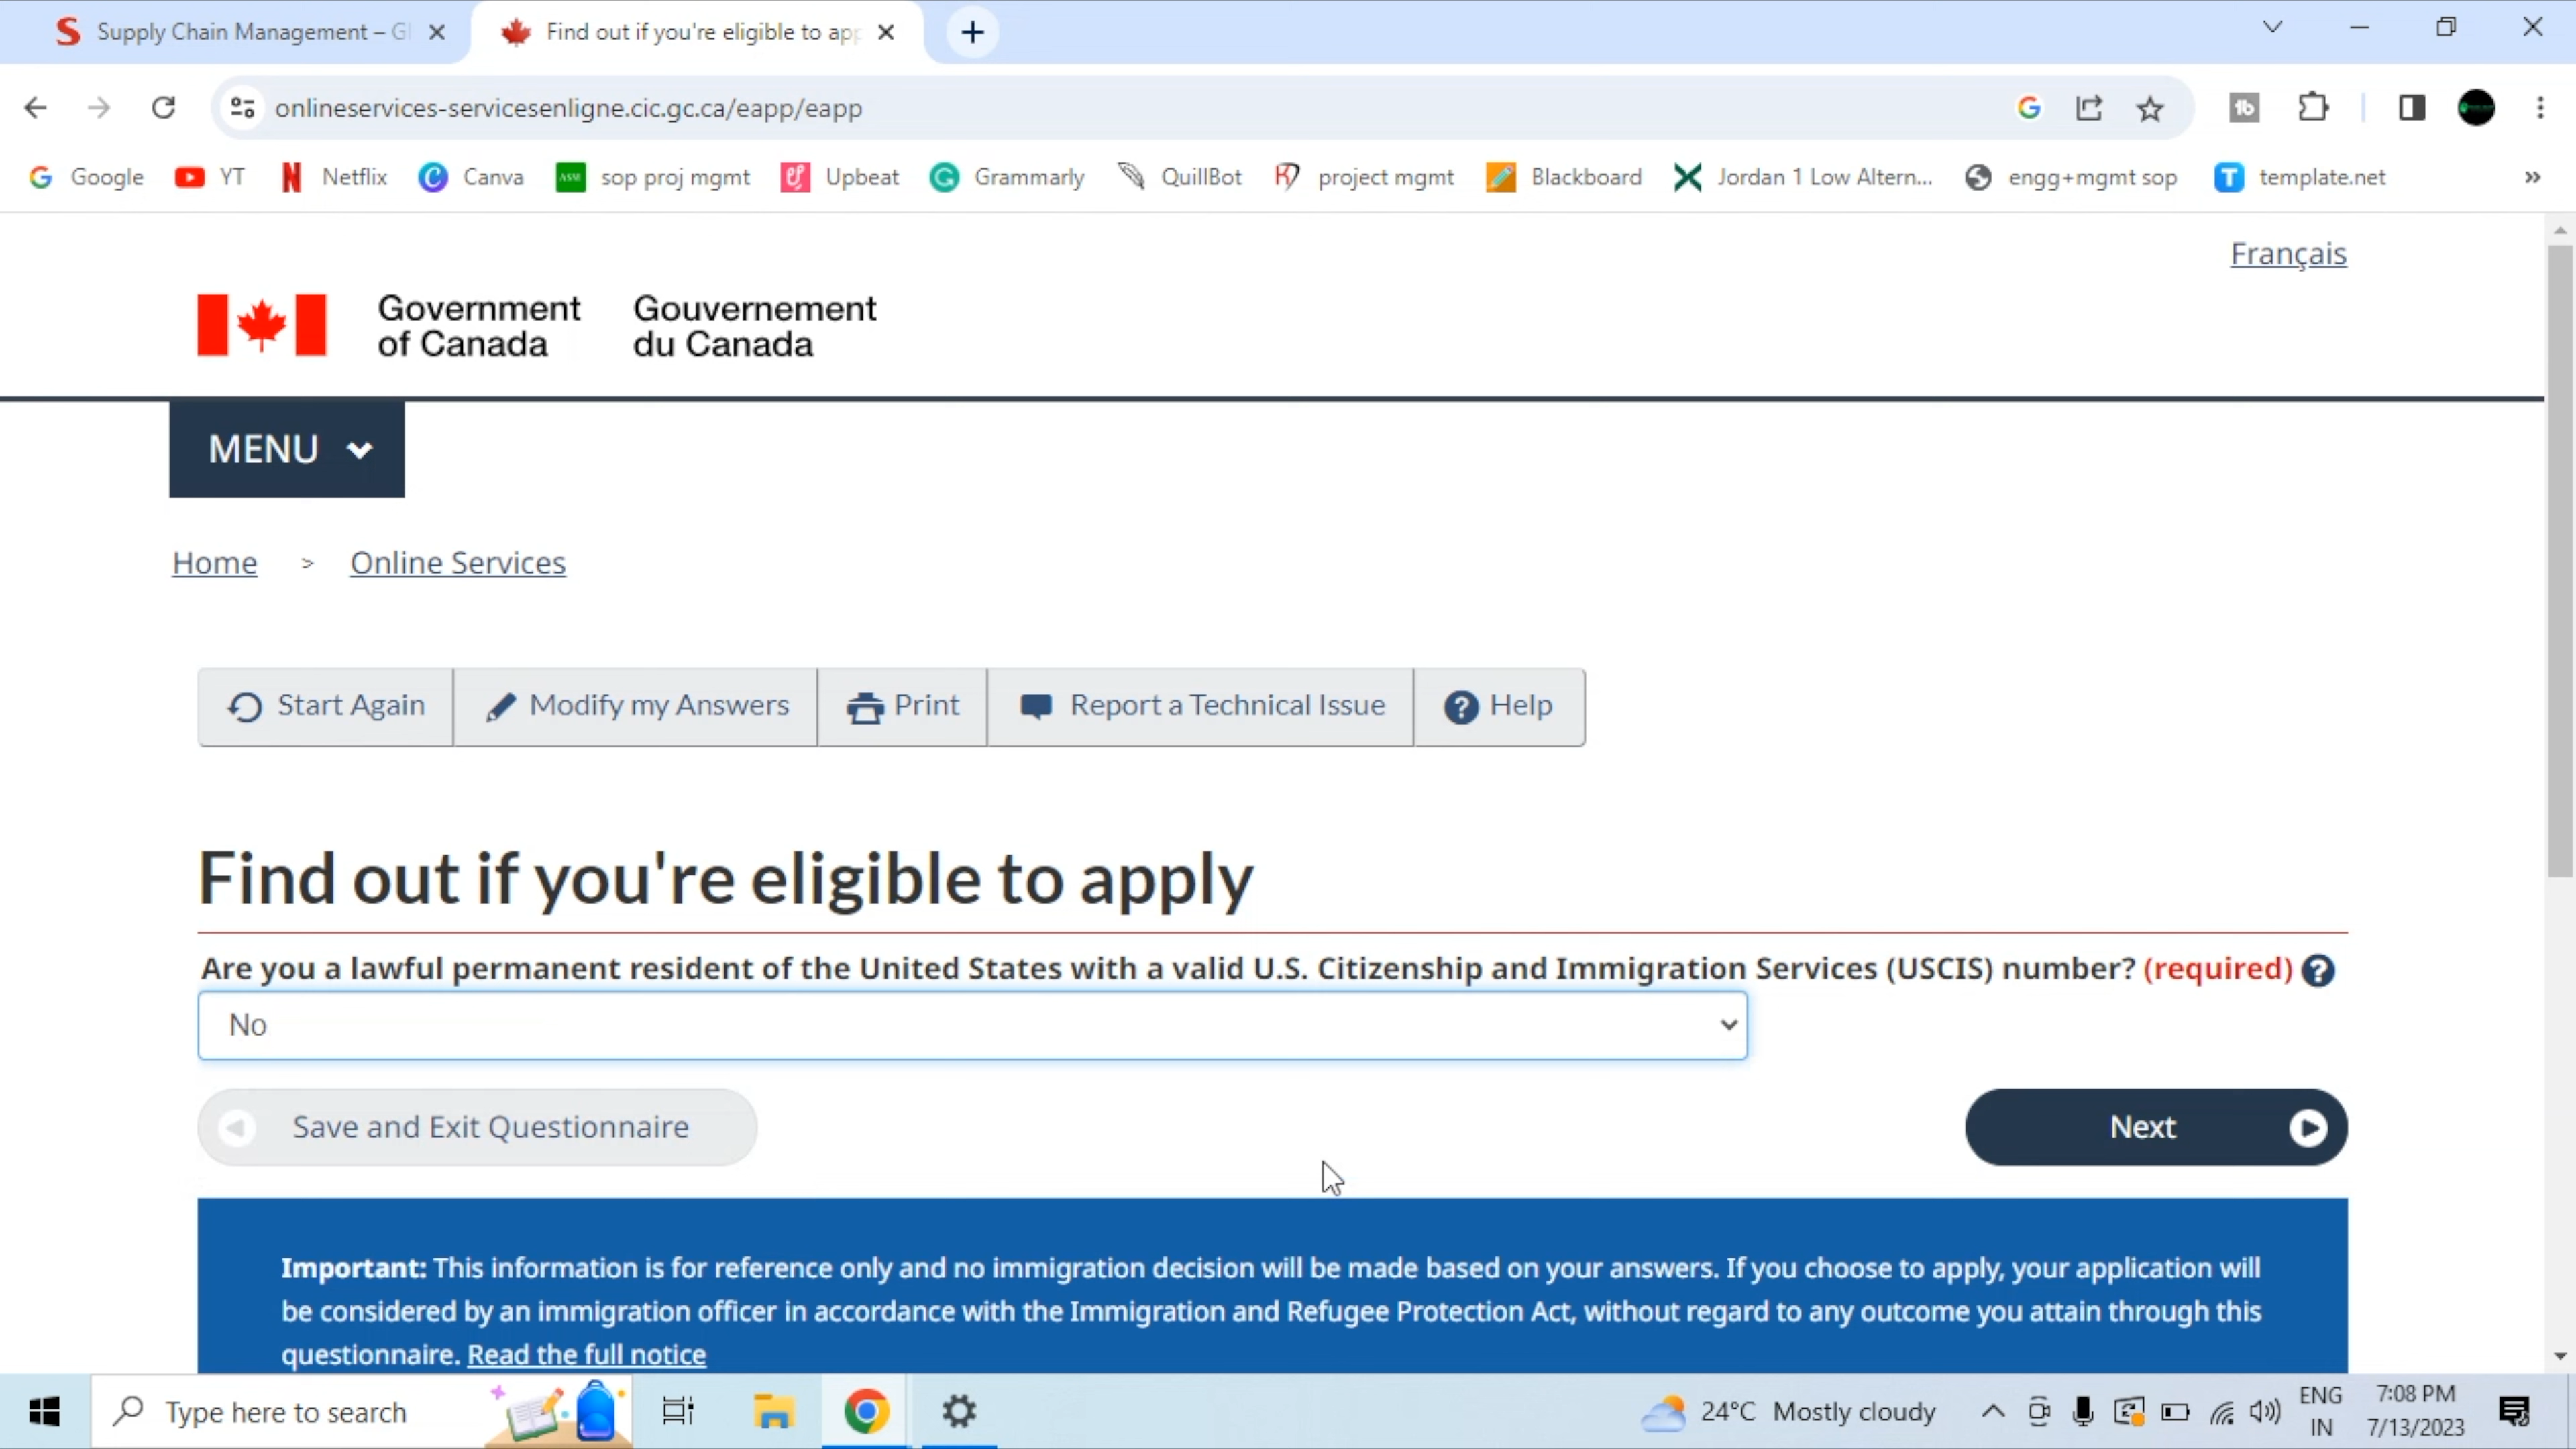 Supply Chain Management – Gl
Find out if you're eligible to app
onlineservices-servicesenligne.cic.gc.ca/eapp/eapp
Google YT Netflix Canva ASM sop proj mgmt Upbeat Grammarly QuillBot project mgmt Blackboard Jordan 1 Low Altern... engg+mgmt sop template.net »
Français
Government of Canada
Gouvernement du Canada
MENU
Home > Online Services
Start Again Modify my Answers Print Report a Technical Issue Help
Find out if you're eligible to apply
Are you a lawful permanent resident of the United States with a valid U.S. Citizenship and Immigration Services (USCIS) number? (required)
No
Save and Exit Questionnaire
Next
Important: This information is for reference only and no immigration decision will be made based on your answers. If you choose to apply, your application will
be considered by an immigration officer in accordance with the Immigration and Refugee Protection Act, without regard to any outcome you attain through this
questionnaire. Read the full notice
Type here to search
24°C Mostly cloudy
ENG
IN
7:08 PM
7/13/2023